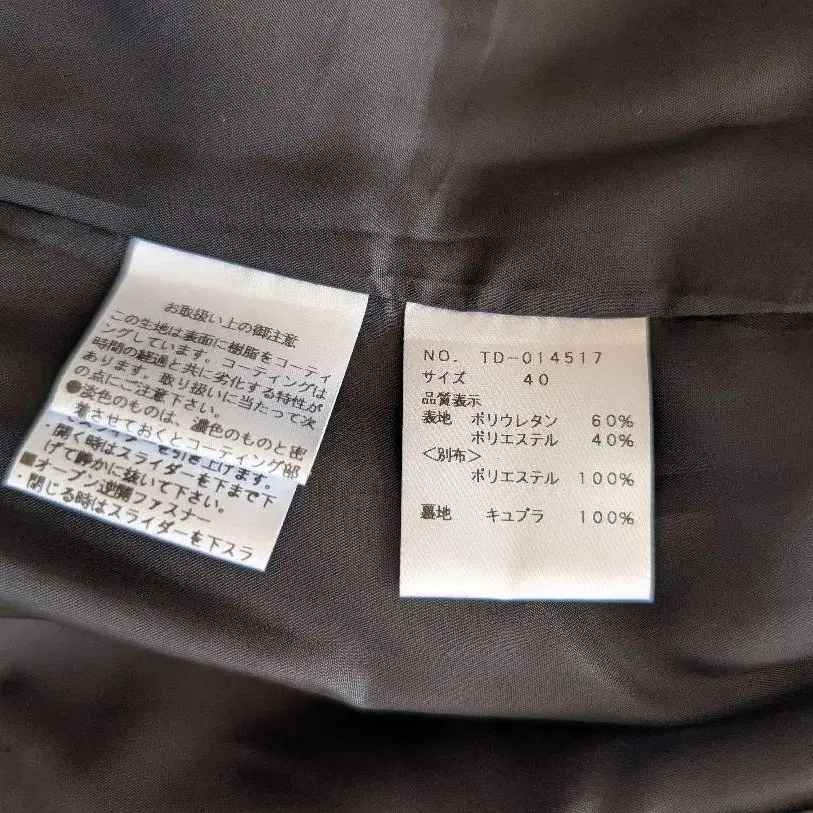 お取扱い上の御注意
この生地は表面に樹脂をコーティ
ングしています。コーティングは
時間の経過と共に劣化する特性が
あります。取り扱いに当たって次
の点にご注意下さい。
●淡色のものは、濃色のものと密
着させておくとコーティング部
を引き上げます。
・開く時はスライダーを下まで下
げて静かに抜いて下さい。
■オープン逆開ファスナー
・閉じる時はスライダーを下スラ
NO. TD-014517
サイズ 40
品質表示
表地 ポリウレタン 60%
ポリエステル 40%
<別布>
ポリエステル 100%
裏地 キュプラ 100%